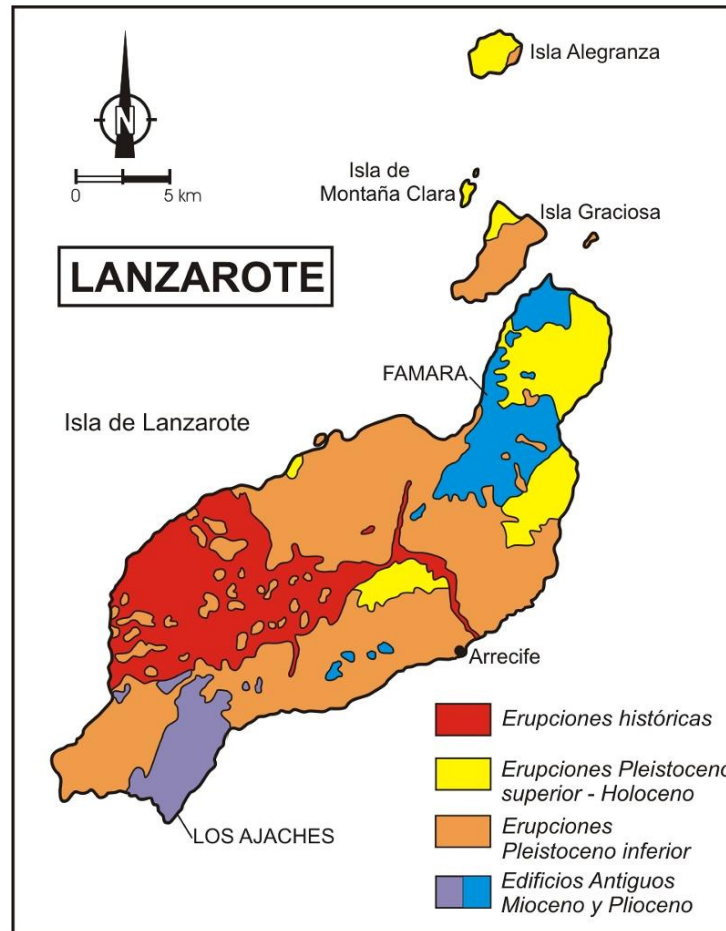 Isla Alegranza
N
0 5 km
Isla de
Montaña Clara
Isla Graciosa
LANZAROTE
FAMARA
Isla de Lanzarote
Arrecife
LOS AJACHES
Erupciones históricas
Erupciones Pleistoceno
superior - Holoceno
Erupciones
Pleistoceno inferior
Edificios Antiguos
Mioceno y Plioceno